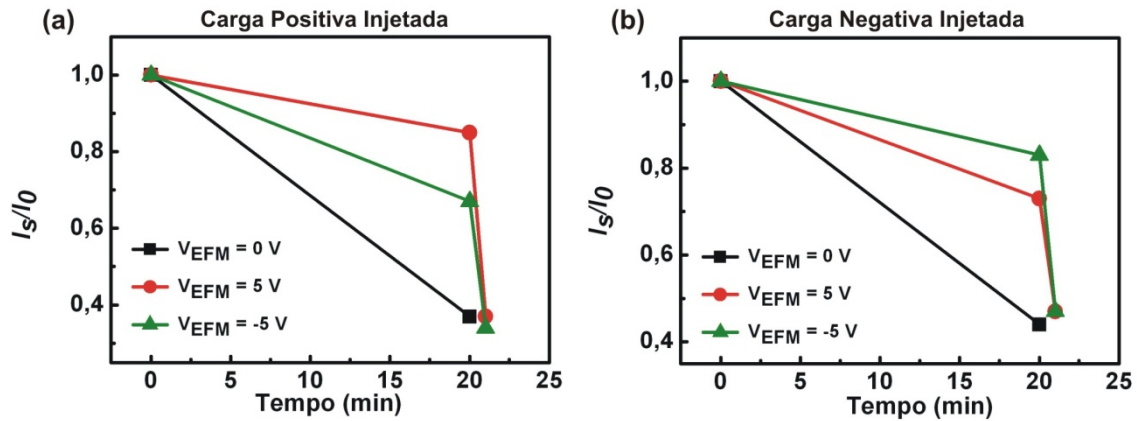 (a) Carga Positiva Injetada
1,0
0,8
0,6
0,4
I_S/I_0
V_EFM = 0 V
V_EFM = 5 V
V_EFM = -5 V
0 5 10 15 20 25
Tempo (min)
(b) Carga Negativa Injetada
1,0
0,8
0,6
0,4
I_S/I_0
V_EFM = 0 V
V_EFM = 5 V
V_EFM = -5 V
0 5 10 15 20 25
Tempo (min)